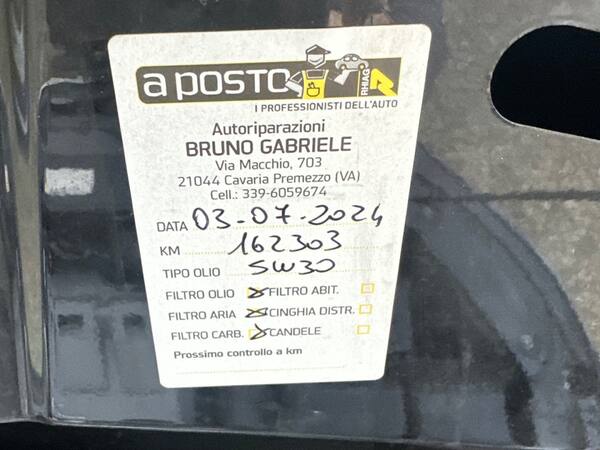 a posto
RHIAG
I PROFESSIONISTI DELL'AUTO
Autoriparazioni
BRUNO GABRIELE
Via Macchio, 703
21044 Cavaria Premezzo (VA)
Cell.: 339-6059674
DATA 03-07-2024
KM 162303
TIPO OLIO 5W30
FILTRO OLIO FILTRO ABIT.
FILTRO ARIA CINGHIA DISTR.
FILTRO CARB. CANDELE
Prossimo controllo a km